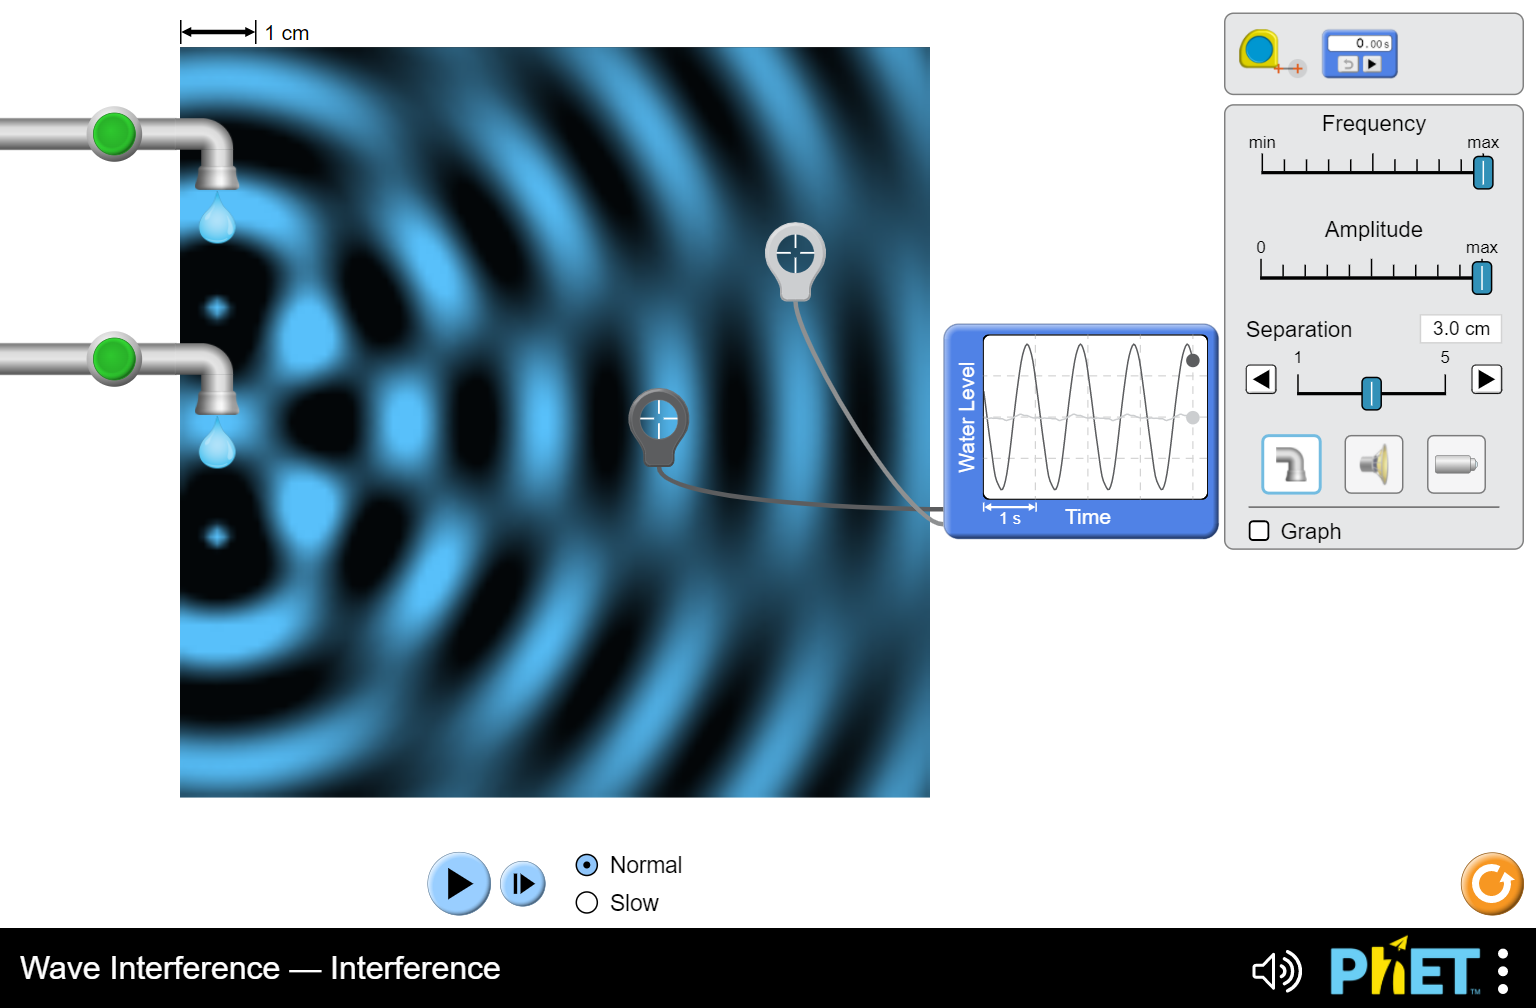 1 cm
0.00 s
Frequency
min
max
Amplitude
0
max
Separation
3.0 cm
1
5
Water Level
1 s
Time
Graph
Normal
Slow
Wave Interference — Interference
PhET
TM